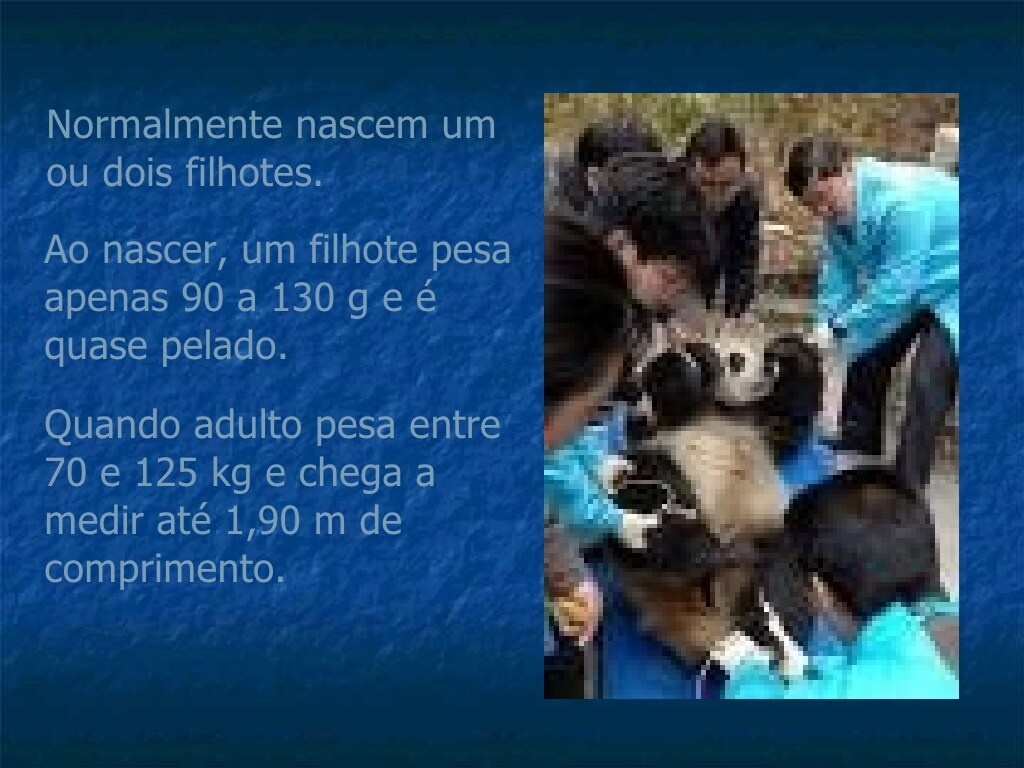 Normalmente nascem um
ou dois filhotes.
Ao nascer, um filhote pesa
apenas 90 a 130 g e é
quase pelado.
Quando adulto pesa entre
70 e 125 kg e chega a
medir até 1,90 m de
comprimento.